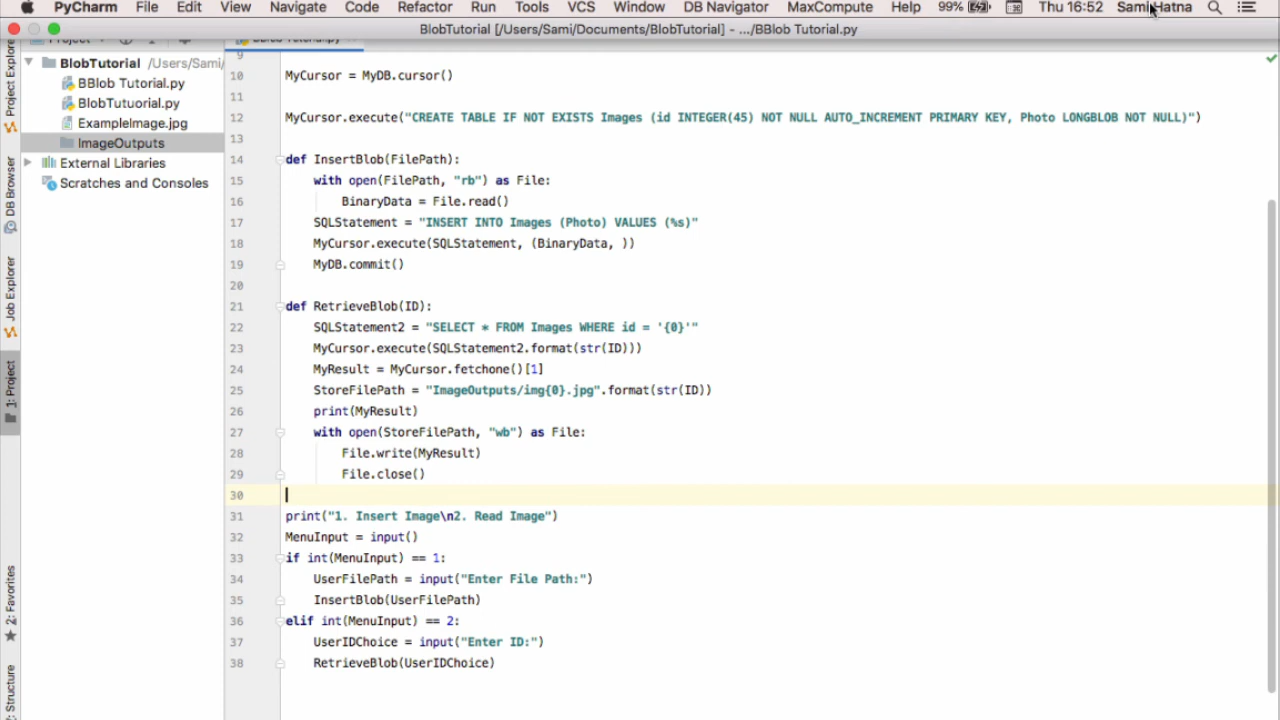 PyCharm File Edit View Navigate Code Refactor Run Tools VCS Window DB Navigator MaxCompute Help 99% Thu 16:52 Sami Hatna
BlobTutorial [/Users/Sami/Documents/BlobTutorial] - .../BBlob Tutorial.py
Project
BBlob Tutorial.py
BlobTutorial /Users/Sami/
BBlob Tutorial.py
BlobTutuorial.py
ExampleImage.jpg
ImageOutputs
External Libraries
Scratches and Consoles
Project Explorer
DB Browser
Job Explorer
1: Project
2: Favorites
Structure
9
10 MyCursor = MyDB.cursor()
11
12 MyCursor.execute("CREATE TABLE IF NOT EXISTS Images (id INTEGER(45) NOT NULL AUTO_INCREMENT PRIMARY KEY, Photo LONGBLOB NOT NULL)")
13
14 def InsertBlob(FilePath):
15 with open(FilePath, "rb") as File:
16 BinaryData = File.read()
17 SQLStatement = "INSERT INTO Images (Photo) VALUES (%s)"
18 MyCursor.execute(SQLStatement, (BinaryData, ))
19 MyDB.commit()
20
21 def RetrieveBlob(ID):
22 SQLStatement2 = "SELECT * FROM Images WHERE id = '{0}'"
23 MyCursor.execute(SQLStatement2.format(str(ID)))
24 MyResult = MyCursor.fetchone()[1]
25 StoreFilePath = "ImageOutputs/img{0}.jpg".format(str(ID))
26 print(MyResult)
27 with open(StoreFilePath, "wb") as File:
28 File.write(MyResult)
29 File.close()
30
31 print("1. Insert Image\n2. Read Image")
32 MenuInput = input()
33 if int(MenuInput) == 1:
34 UserFilePath = input("Enter File Path:")
35 InsertBlob(UserFilePath)
36 elif int(MenuInput) == 2:
37 UserIDChoice = input("Enter ID:")
38 RetrieveBlob(UserIDChoice)